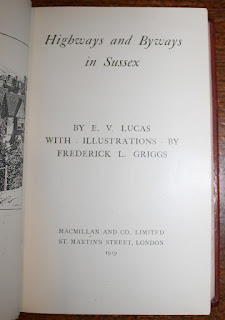 Highways and Byways
in Sussex
BY E. V. LUCAS
WITH · ILLUSTRATIONS · BY
FREDERICK L. GRIGGS
MACMILLAN AND CO. LIMITED
ST. MARTIN'S STREET, LONDON
1919